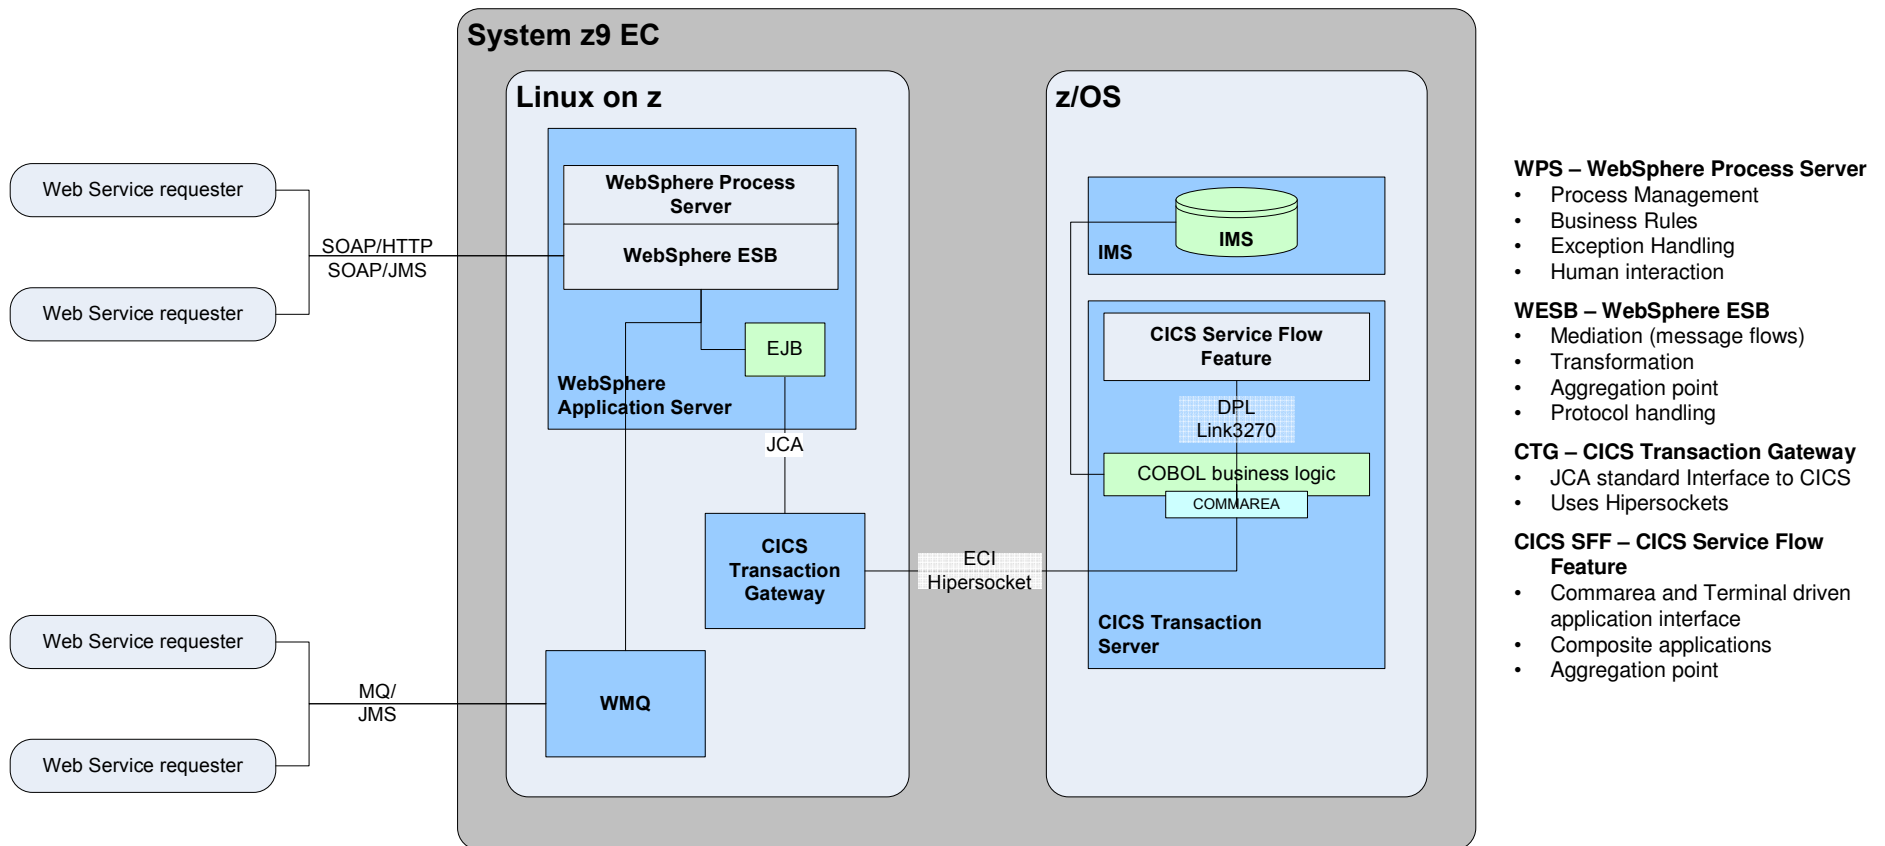 System z9 EC
Linux on z
z/OS
Web Service requester
Web Service requester
SOAP/HTTP
SOAP/JMS
WebSphere Process
Server
WebSphere ESB
EJB
WebSphere
Application Server
JCA
CICS
Transaction
Gateway
ECI
Hipersocket
Web Service requester
Web Service requester
MQ/
JMS
WMQ
IMS
IMS
CICS Service Flow
Feature
DPL
Link3270
COBOL business logic
COMMAREA
CICS Transaction
Server
WPS – WebSphere Process Server
• Process Management
• Business Rules
• Exception Handling
• Human interaction
WESB – WebSphere ESB
• Mediation (message flows)
• Transformation
• Aggregation point
• Protocol handling
CTG – CICS Transaction Gateway
• JCA standard Interface to CICS
• Uses Hipersockets
CICS SFF – CICS Service Flow
Feature
• Commarea and Terminal driven
application interface
• Composite applications
• Aggregation point